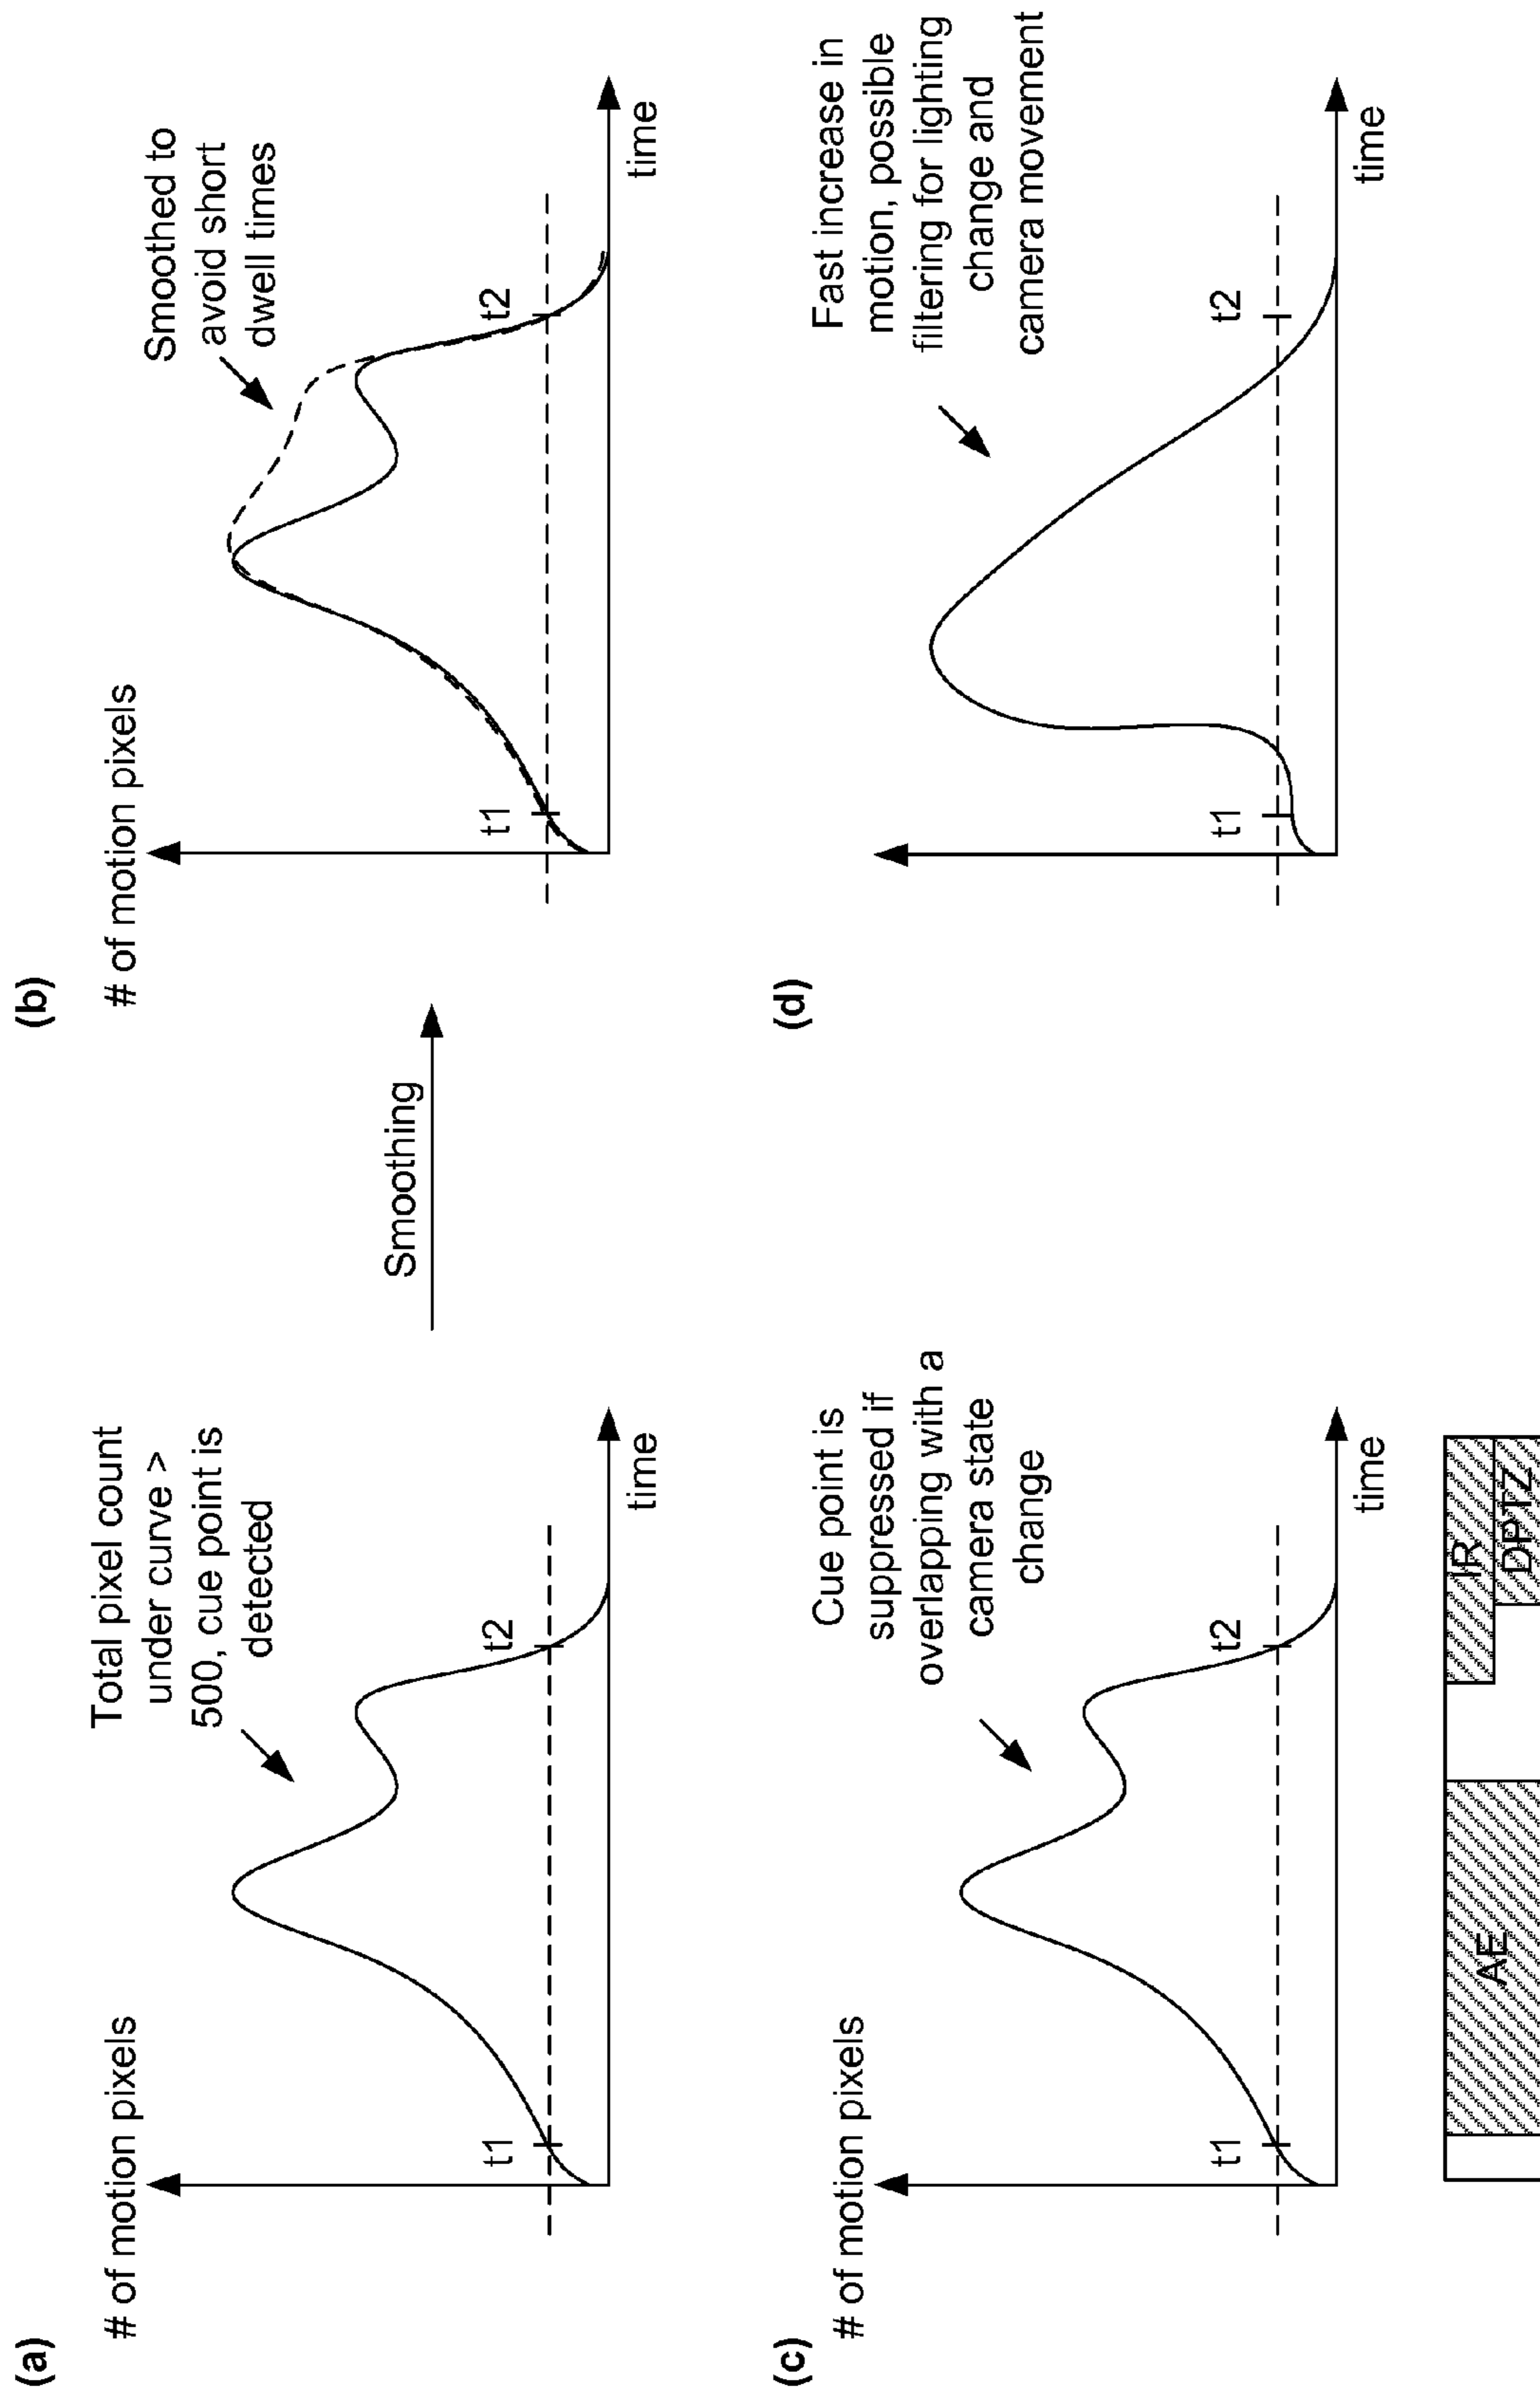 (a)
# of motion pixels
Total pixel count
under curve >
500, cue point is
detected
t1
t2
time
Smoothing
(b)
# of motion pixels
Smoothed to
avoid short
dwell times
t1
t2
time
(c)
# of motion pixels
Cue point is
suppressed if
overlapping with a
camera state
change
t1
t2
time
AE
IR
DPTZ
(d)
Fast increase in
motion, possible
filtering for lighting
change and
camera movement
t1
t2
time